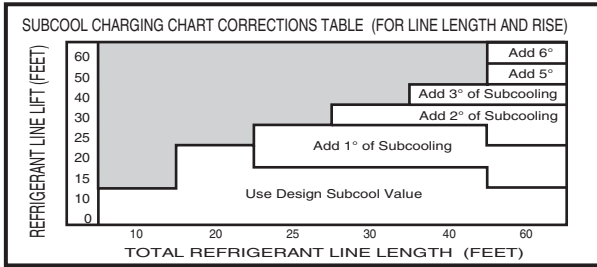 SUBCOOL CHARGING CHART CORRECTIONS TABLE (FOR LINE LENGTH AND RISE)
REFRIGERANT LINE LIFT (FEET)
60
50
40
30
25
20
15
10
0
Add 6°
Add 5°
Add 3° of Subcooling
Add 2° of Subcooling
Add 1° of Subcooling
Use Design Subcool Value
10 20 25 30 40 60
TOTAL REFRIGERANT LINE LENGTH (FEET)